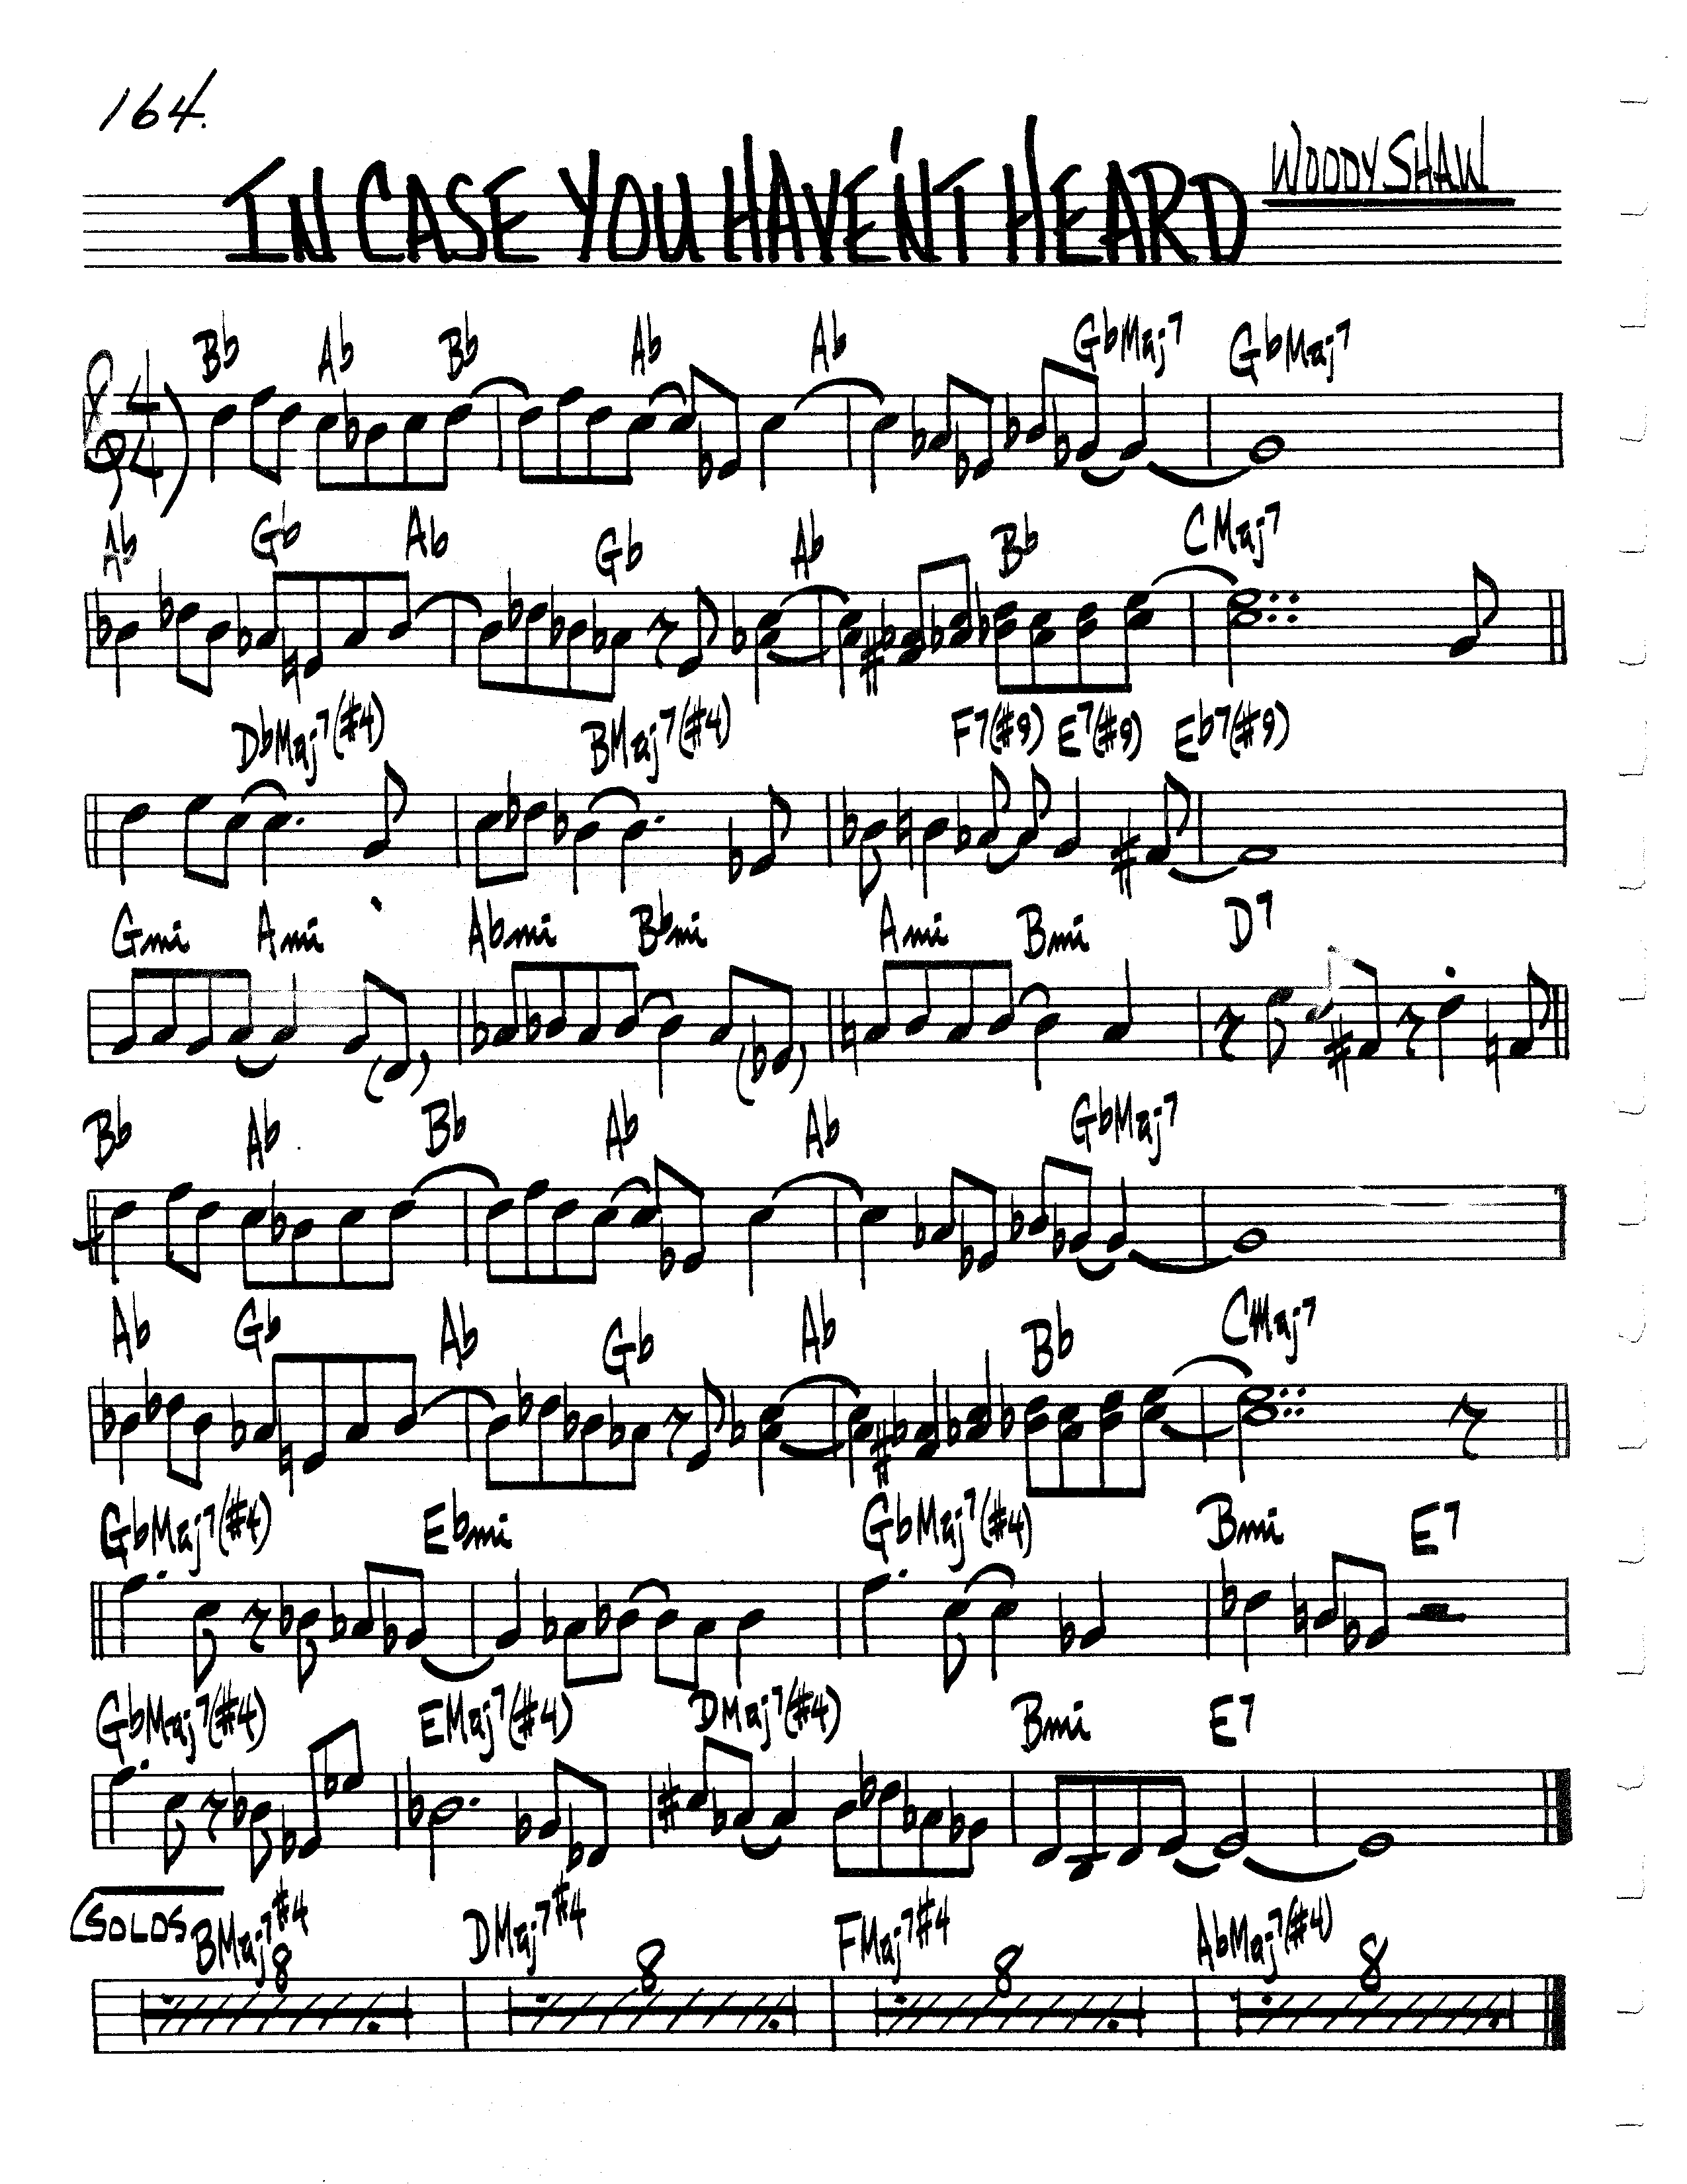 164.
IN CASE YOU HAVEN'T HEARD
WOODY SHAW
4/4
Bb Ab Bb Ab Ab GbMaj7 GbMaj7
Ab Gb Ab Gb Ab Bb CMaj7
DbMaj7(#4) BMaj7(#4) F7(#9) E7(#9) Eb7(#9)
Gmi Ami Abmi Bbmi Ami Bmi D7
Bb Ab Bb Ab Ab GbMaj7
Ab Gb Ab Gb Ab Bb CMaj7
GbMaj7(#4) Ebmi GbMaj7(#4) Bmi E7
GbMaj7(#4) EMaj7(#4) DMaj7(#4) Bmi E7
SOLOS BMaj7#4 DMaj7#4 FMaj7#4 AbMaj7(#4)
8 8 8 8